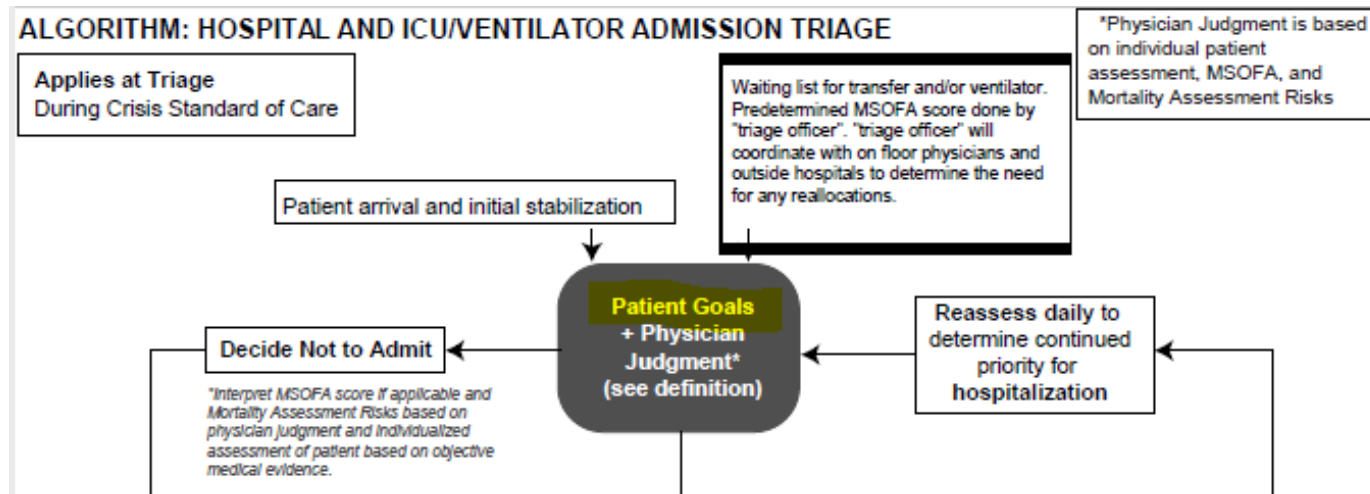 ALGORITHM: HOSPITAL AND ICU/VENTILATOR ADMISSION TRIAGE
*Physician Judgment is based
on individual patient
assessment, MSOFA, and
Mortality Assessment Risks
Applies at Triage
During Crisis Standard of Care
Waiting list for transfer and/or ventilator.
Predetermined MSOFA score done by
"triage officer". "triage officer" will
coordinate with on floor physicians and
outside hospitals to determine the need
for any reallocations.
Patient arrival and initial stabilization
Patient Goals
+ Physician
Judgment*
(see definition)
Decide Not to Admit
*Interpret MSOFA score if applicable and
Mortality Assessment Risks based on
physician judgment and individualized
assessment of patient based on objective
medical evidence.
Reassess daily to
determine continued
priority for
hospitalization